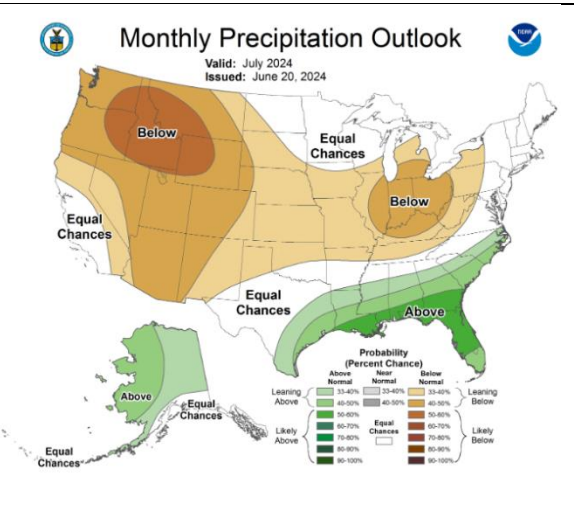 Monthly Precipitation Outlook
Valid: July 2024
Issued: June 20, 2024
NOAA
Below
Equal
Chances
Below
Equal
Chances
Equal
Chances
Above
Above
Equal
Chances
Equal
Chances
Probability
(Percent Chance)
Above
Normal
Near
Normal
Below
Normal
Leaning
Above
33-40%
40-50%
33-40%
40-50%
33-40%
40-50%
Leaning
Below
Likely
Above
50-60%
60-70%
70-80%
80-90%
90-100%
Equal
Chances
50-60%
60-70%
70-80%
80-90%
90-100%
Likely
Below